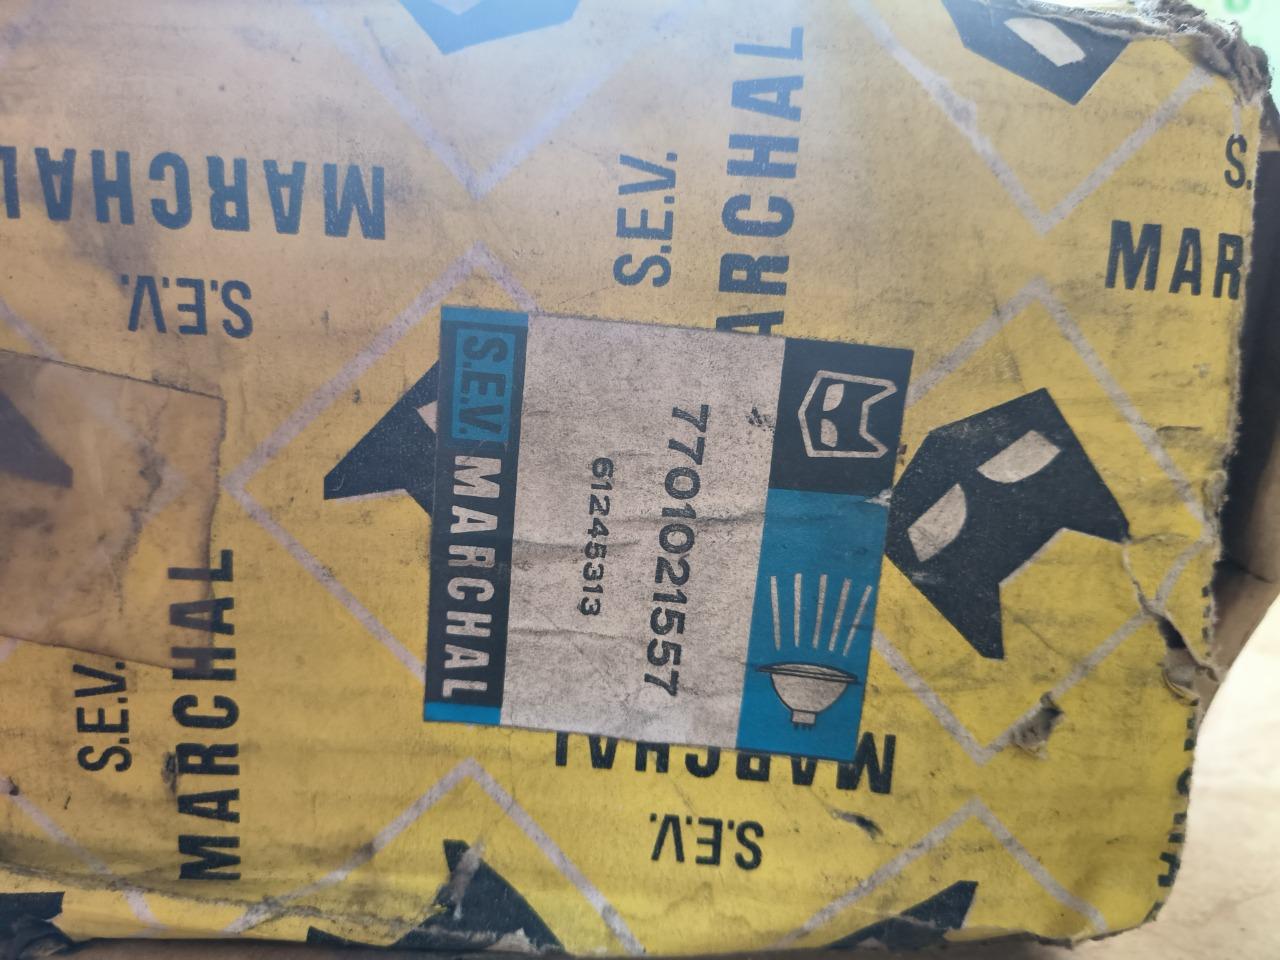 MARCHAL
S.E.V.
S.E.V.
MARCHAL
S.
MAR
S.E.V. MARCHAL
7701021557
61245313
S.E.V.
MARCHAL
MARCHAL
S.E.V.